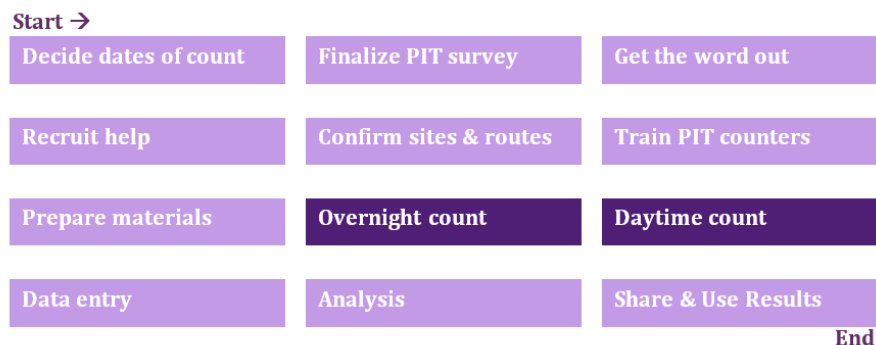 Start →
Decide dates of count
Finalize PIT survey
Get the word out
Recruit help
Confirm sites & routes
Train PIT counters
Prepare materials
Overnight count
Daytime count
Data entry
Analysis
Share & Use Results
End